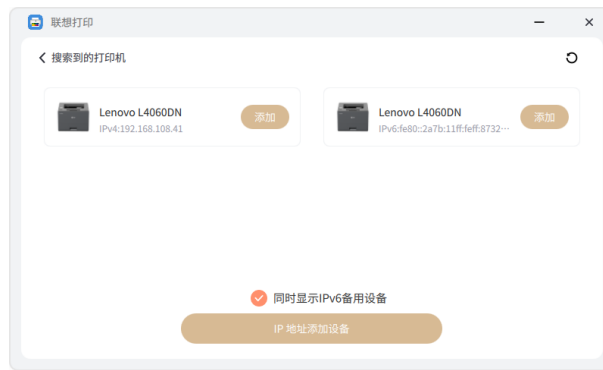 联想打印
搜索到的打印机
Lenovo L4060DN
IPv4:192.168.108.41
添加
Lenovo L4060DN
IPv6:fe80::2a7b:11ff:feff:8732···
添加
同时显示IPv6备用设备
IP 地址添加设备